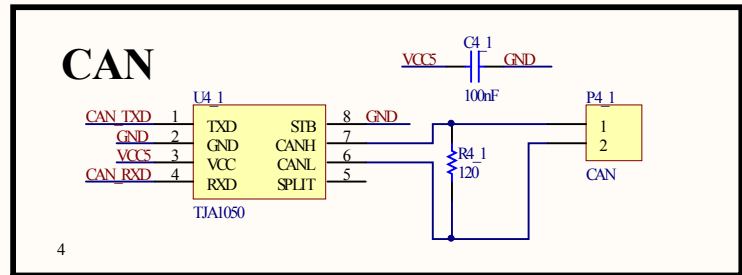 CAN
C4_1
VCC5 GND
100nF
U4_1
P4_1
CAN_TXD 1 TXD STB 8 GND
GND 2 GND CANH 7
VCC5 3 VCC CANL 6
CAN_RXD 4 RXD SPLIT 5
TJA1050
R4_1
120
1
2
CAN
4